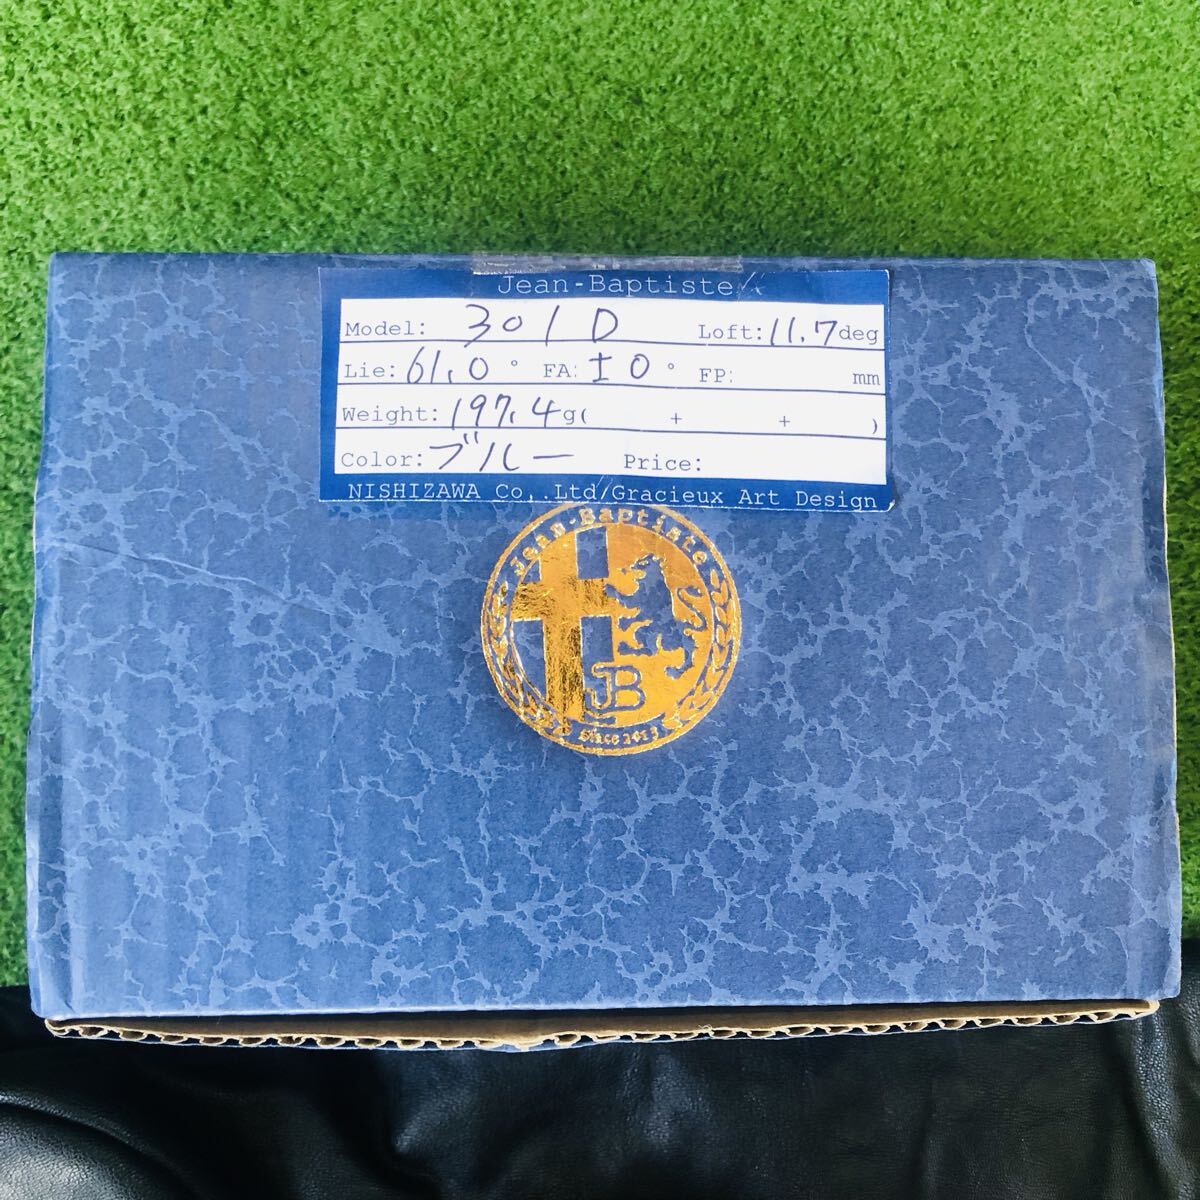 Jean-Baptiste
Model: 301D Loft: 11.7deg
Lie: 61.0° FA: ±0° FP: mm
Weight: 197.4g( + + )
Color: ブルー Price:
NISHIZAWA Co,.Ltd/Gracieux Art Design
Jean-Baptiste
JB
Since 2013